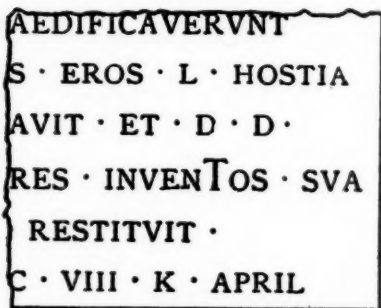 AEDIFICAVERVNT
S · EROS · L · HOSTIA
AVIT · ET · D · D ·
RES · INVENTOS · SVA
RESTITVIT ·
C · VIII · K · APRIL